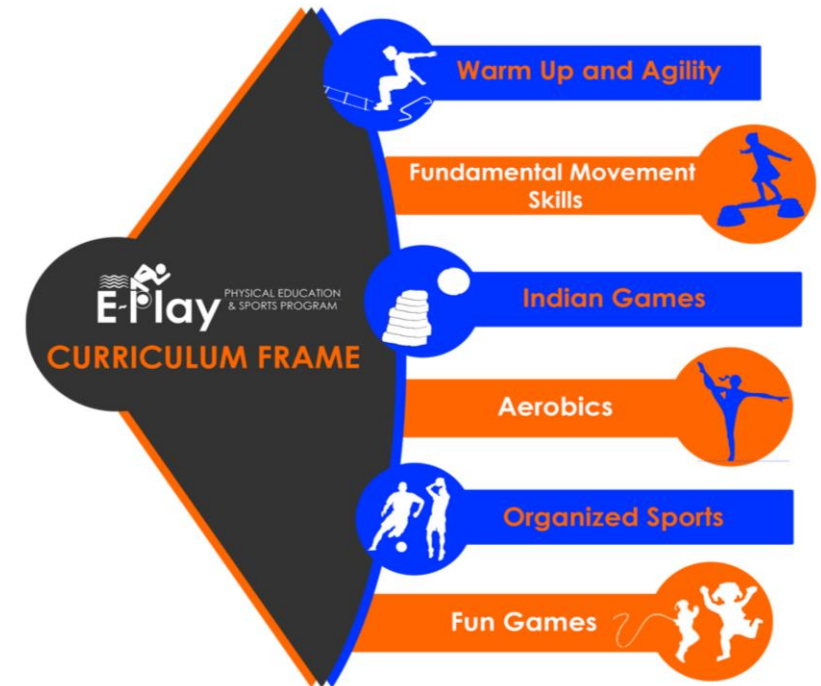 Warm Up and Agility
Fundamental Movement
Skills
Indian Games
E-Play
PHYSICAL EDUCATION
& SPORTS PROGRAM
CURRICULUM FRAME
Aerobics
Organized Sports
Fun Games